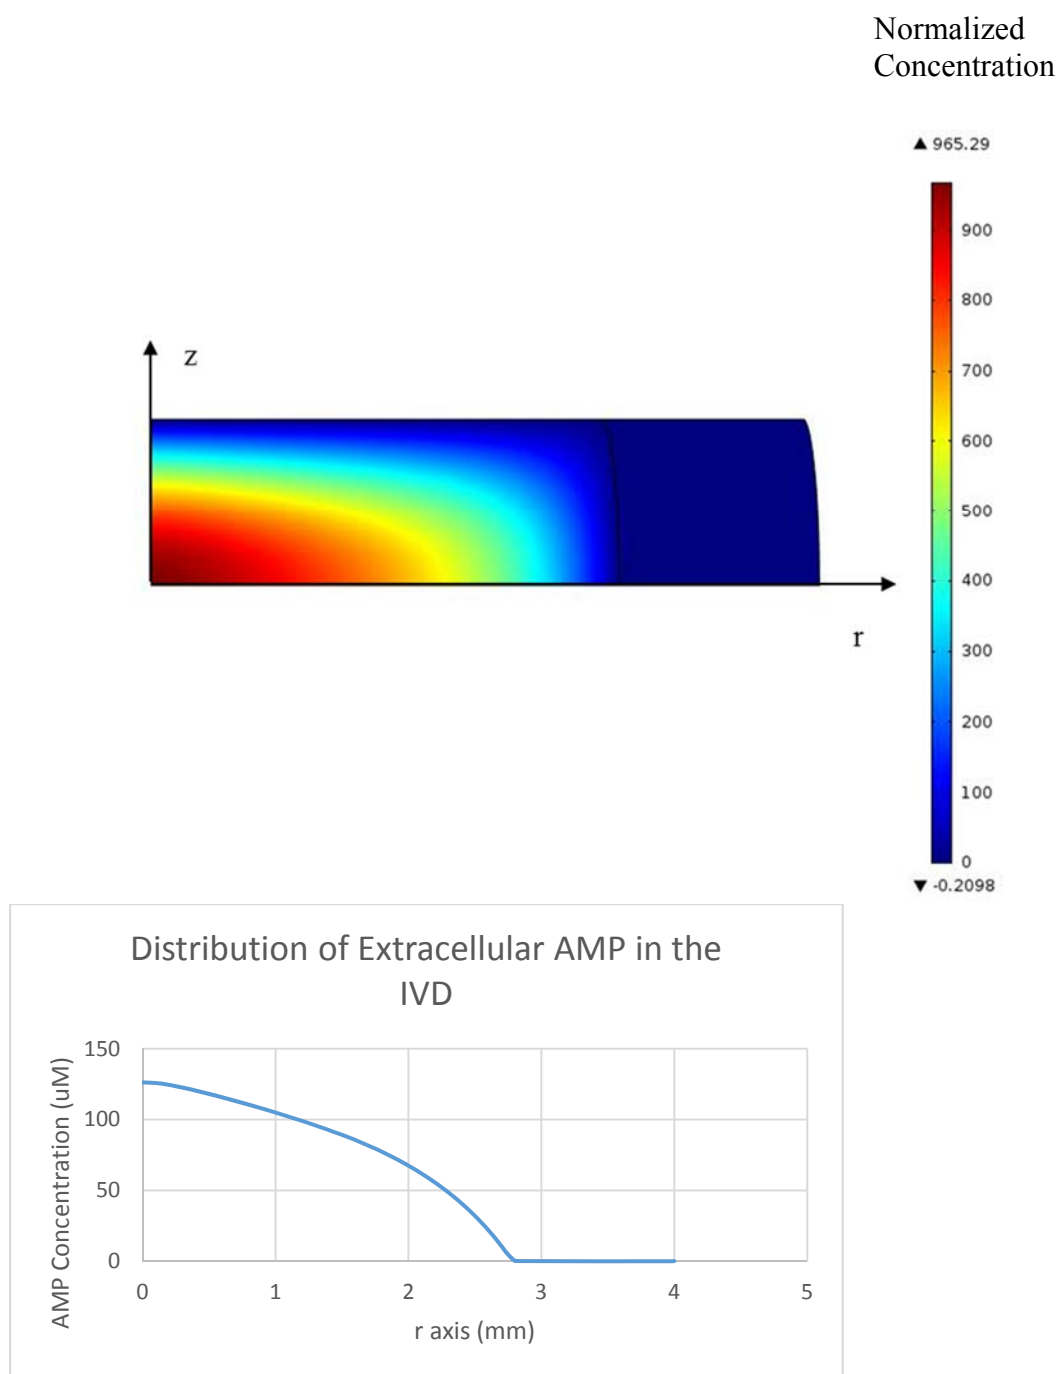 Normalized
Concentration
▲ 965.29
900
800
700
600
500
400
300
200
100
0
▼ -0.2098
z
r
Distribution of Extracellular AMP in the
IVD
AMP Concentration (uM)
150
100
50
0
0 1 2 3 4 5
r axis (mm)